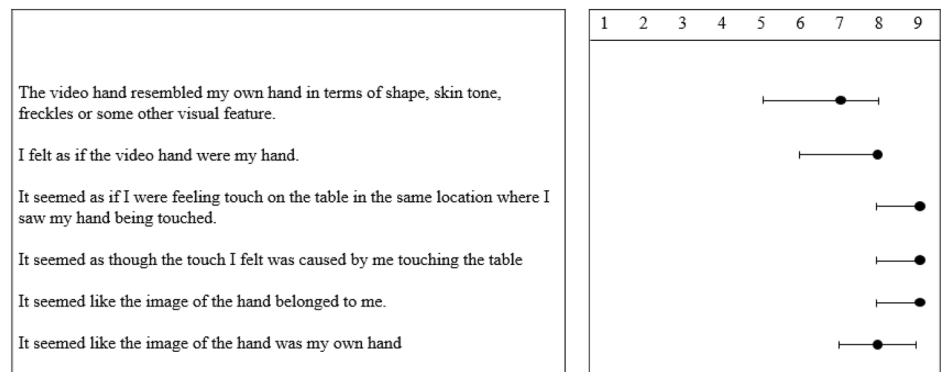 1 2 3 4 5 6 7 8 9
The video hand resembled my own hand in terms of shape, skin tone,
freckles or some other visual feature.
I felt as if the video hand were my hand.
It seemed as if I were feeling touch on the table in the same location where I
saw my hand being touched.
It seemed as though the touch I felt was caused by me touching the table
It seemed like the image of the hand belonged to me.
It seemed like the image of the hand was my own hand